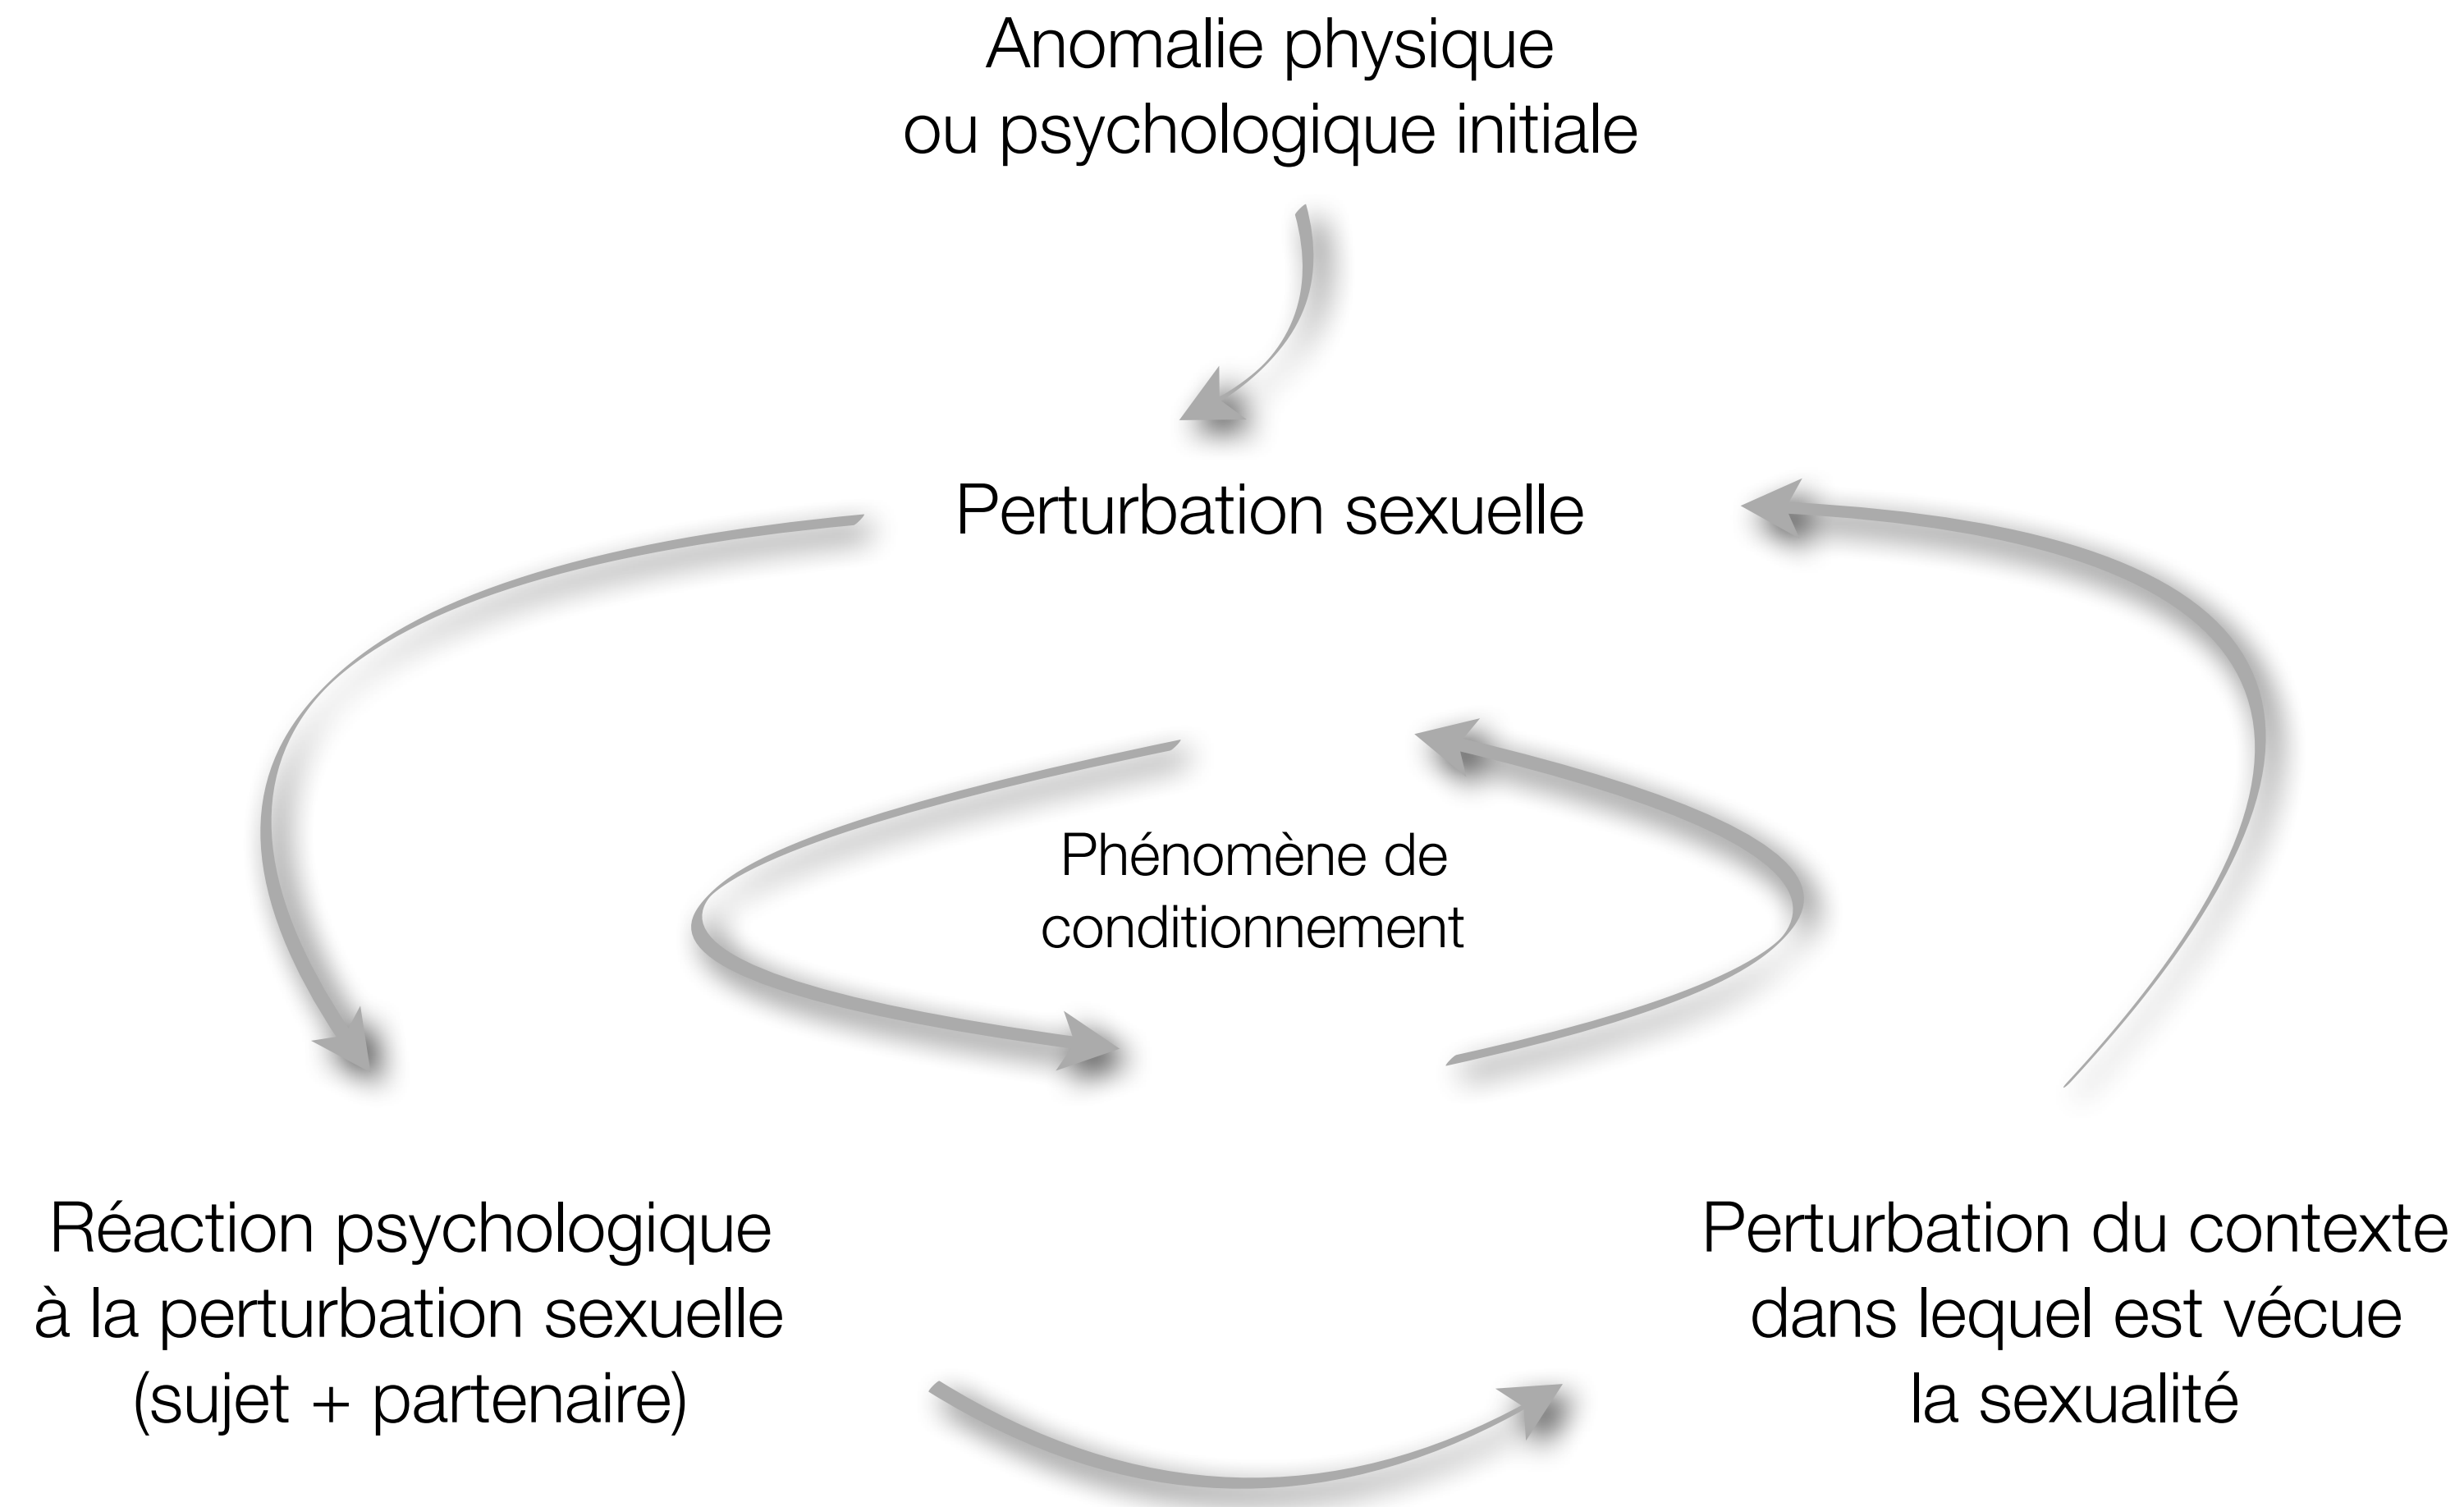 Anomalie physique
ou psychologique initiale
Perturbation sexuelle
Phénomène de
conditionnement
Réaction psychologique
à la perturbation sexuelle
(sujet + partenaire)
Perturbation du contexte
dans lequel est vécue
la sexualité